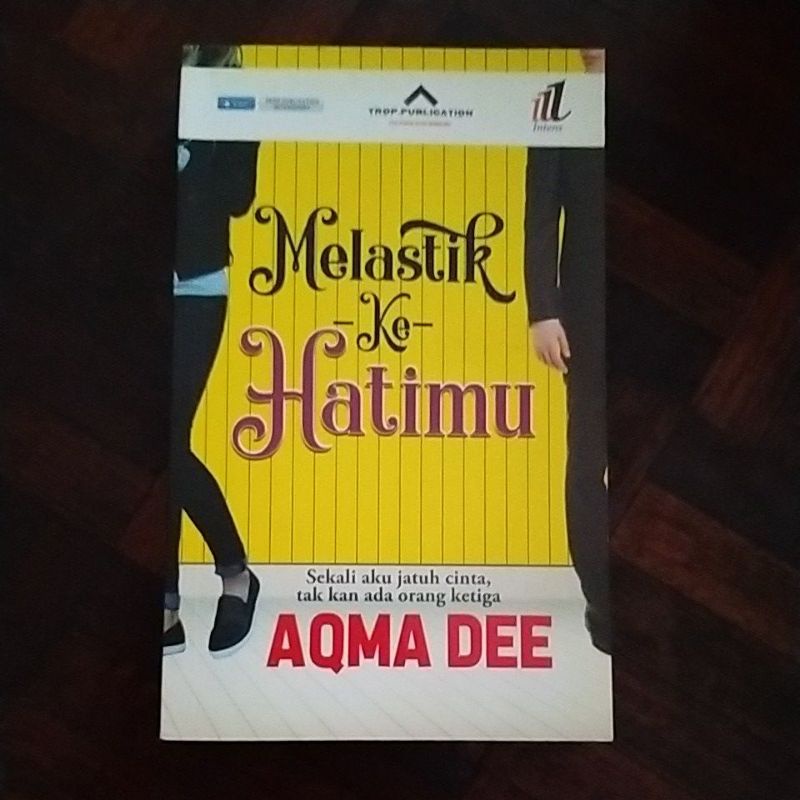 TROP.PUBLICATION
Intens
Melastik
-Ke-
Hatimu
Sekali aku jatuh cinta,
tak kan ada orang ketiga
AQMA DEE